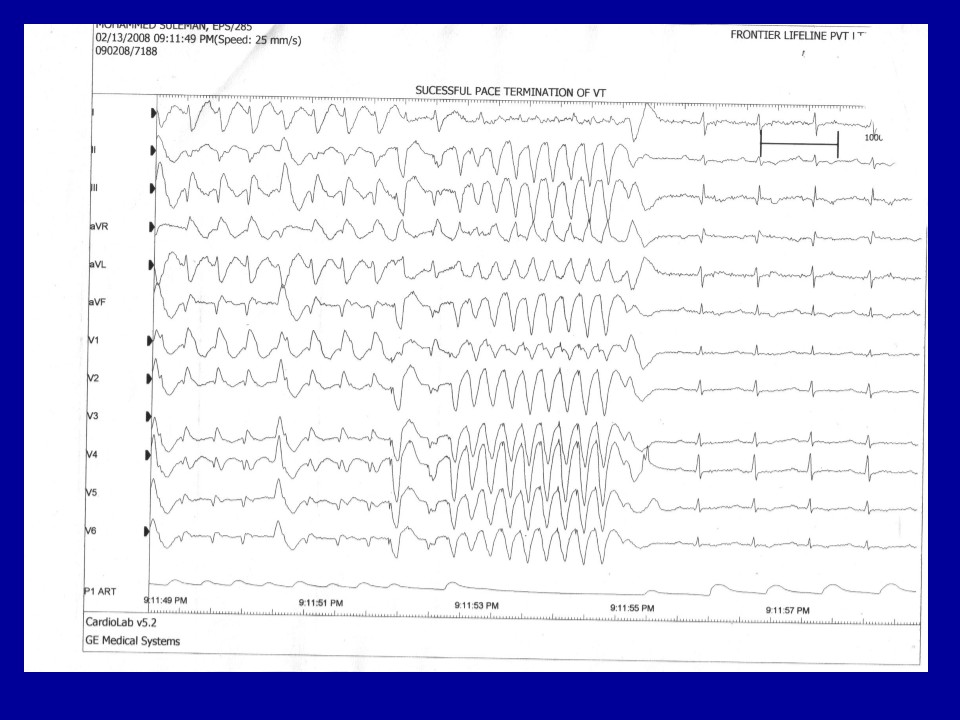 MOHAMMED SULEMAN, EPS/285
02/13/2008 09:11:49 PM(Speed: 25 mm/s)
090208/7188
FRONTIER LIFELINE PVT
SUCESSFUL PACE TERMINATION OF VT
I
II
III
aVR
aVL
aVF
V1
V2
V3
V4
V5
V6
P1 ART
9:11:49 PM 9:11:51 PM 9:11:53 PM 9:11:55 PM 9:11:57 PM
CardioLab v5.2
GE Medical Systems